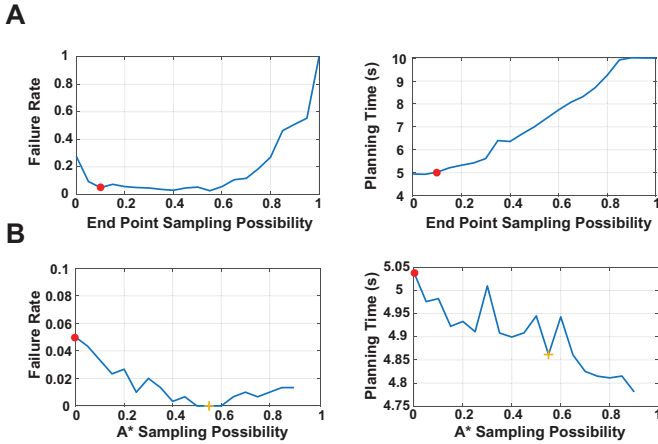 A
Failure Rate
1
0.8
0.6
0.4
0.2
0
0 0.2 0.4 0.6 0.8 1
End Point Sampling Possibility
Planning Time (s)
10
9
8
7
6
5
4
0 0.2 0.4 0.6 0.8 1
End Point Sampling Possibility
B
Failure Rate
0.1
0.08
0.06
0.04
0.02
0
0 0.2 0.4 0.6 0.8 1
A* Sampling Possibility
Planning Time (s)
5.05
5
4.95
4.9
4.85
4.8
4.75
0 0.2 0.4 0.6 0.8 1
A* Sampling Possibility